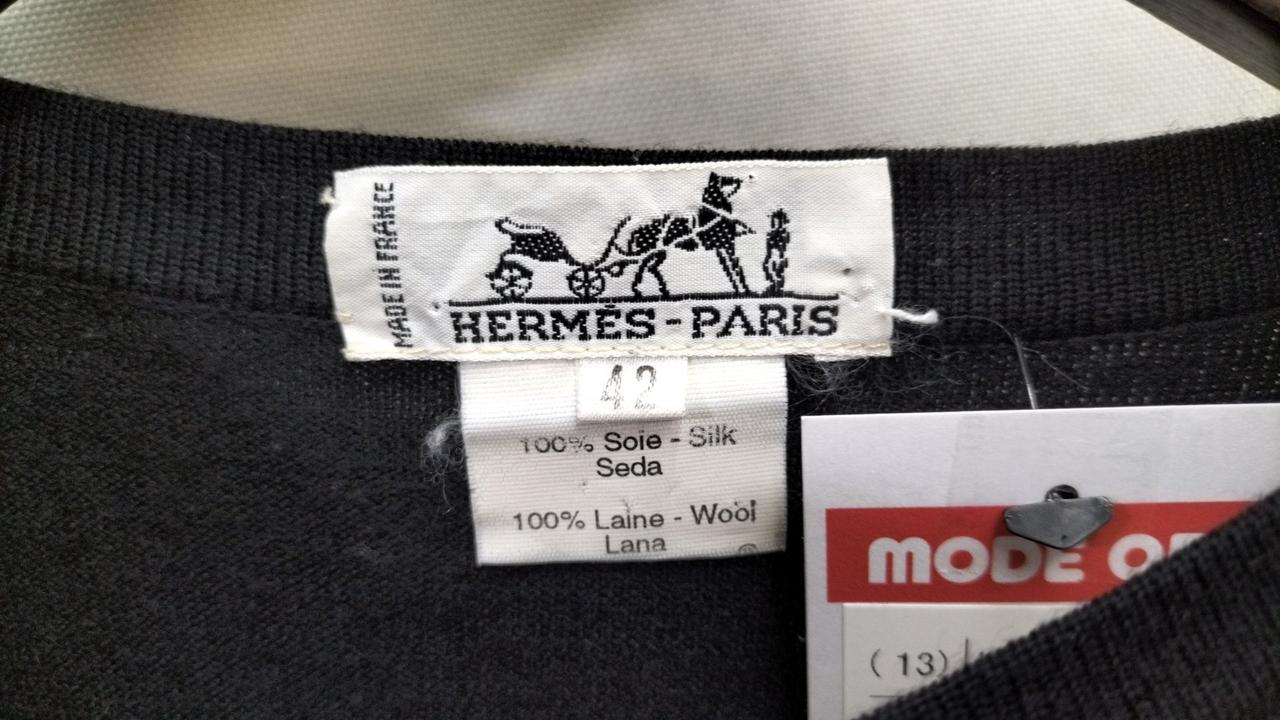 MADE IN FRANCE
HERMÈS-PARIS
42
100% Soie - Silk
Seda
100% Laine - Wool
Lana
MODE
(13)